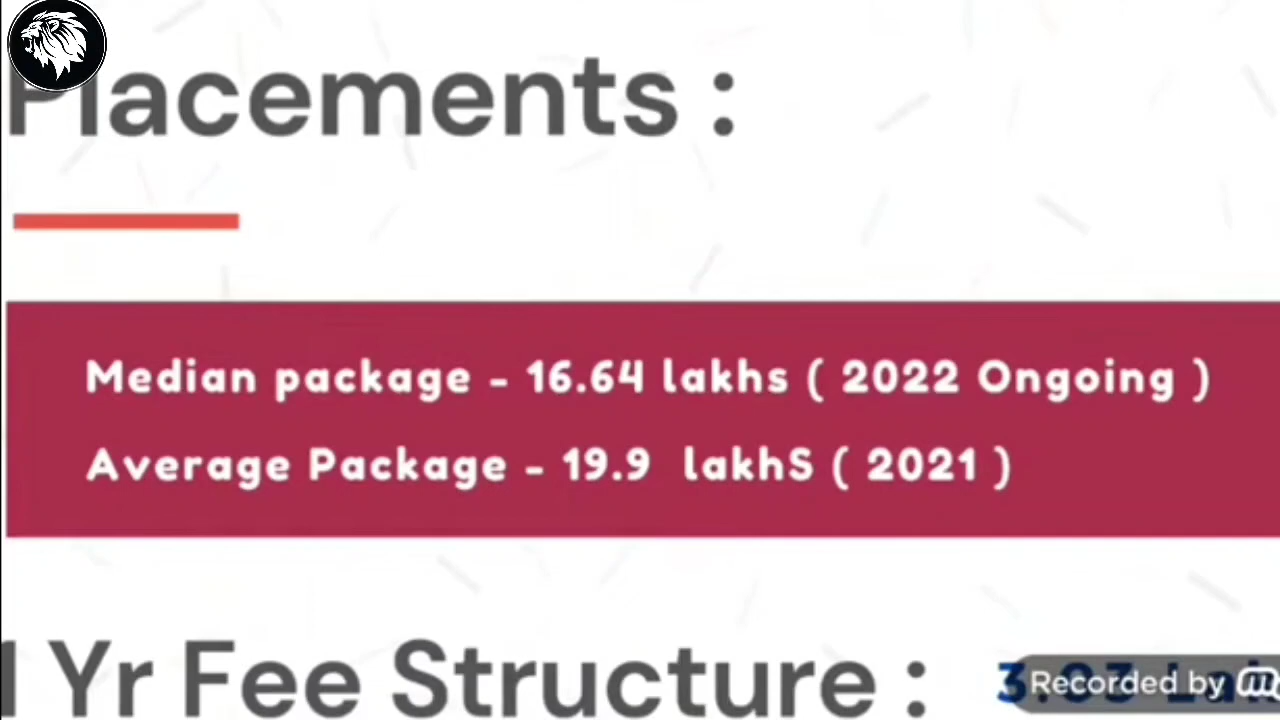 Placements :
Median package - 16.64 lakhs ( 2022 Ongoing )
Average Package - 19.9 lakhS ( 2021 )
1 Yr Fee Structure :
Recorded by